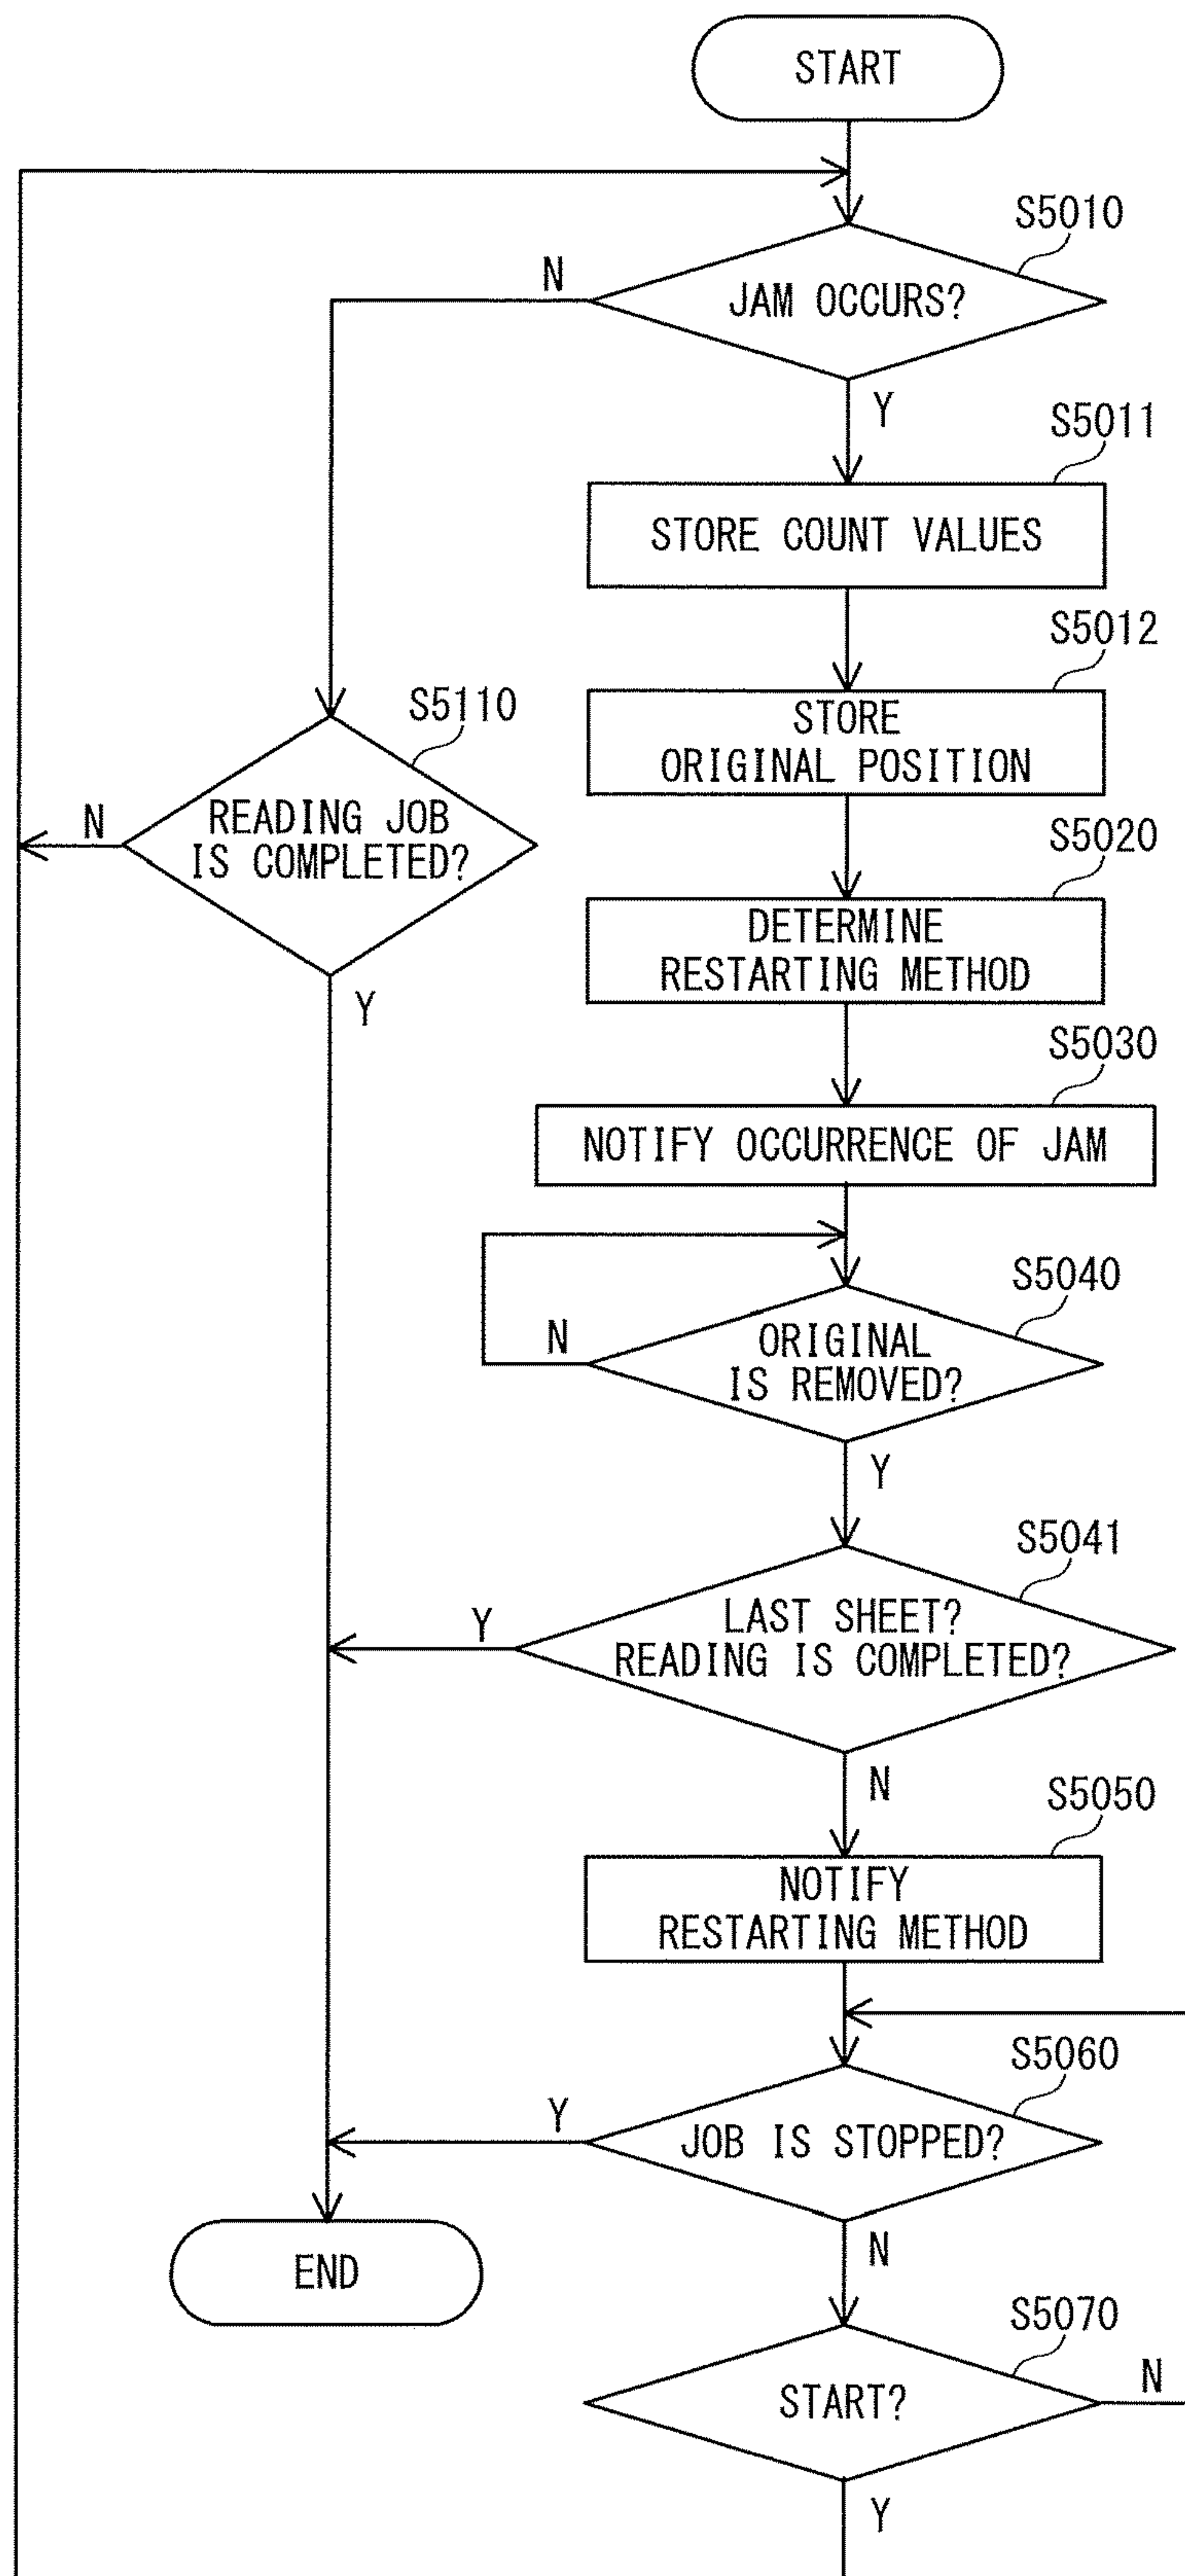 START
S5010
N
JAM OCCURS?
Y
S5011
STORE COUNT VALUES
S5012
STORE
ORIGINAL POSITION
S5110
READING JOB
IS COMPLETED?
N
Y
S5020
DETERMINE
RESTARTING METHOD
S5030
NOTIFY OCCURRENCE OF JAM
S5040
N
ORIGINAL
IS REMOVED?
Y
S5041
Y
LAST SHEET?
READING IS COMPLETED?
N
S5050
NOTIFY
RESTARTING METHOD
S5060
Y
JOB IS STOPPED?
END
N
S5070
START?
N
Y